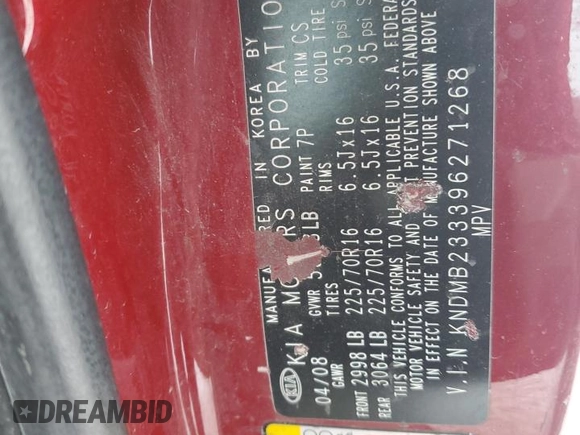 MANUFACTURED IN KOREA BY
KIA MOTORS CORPORATION
KIA
04/08 GVWR LB PAINT 7P TRIM CS
GAWR TIRES RIMS COLD TIRE
FRONT 2998 LB 225/70R16 6.5Jx16 35 psi
REAR 3064 LB 225/70R16 6.5Jx16 35 psi
THIS VEHICLE CONFORMS TO ALL APPLICABLE U.S.A. FEDERA
MOTOR VEHICLE SAFETY AND PREVENTION STANDARDS
IN EFFECT ON THE DATE OF MANUFACTURE SHOWN ABOVE
V.I.N KNDMB233396271268
MPV
DREAMBID